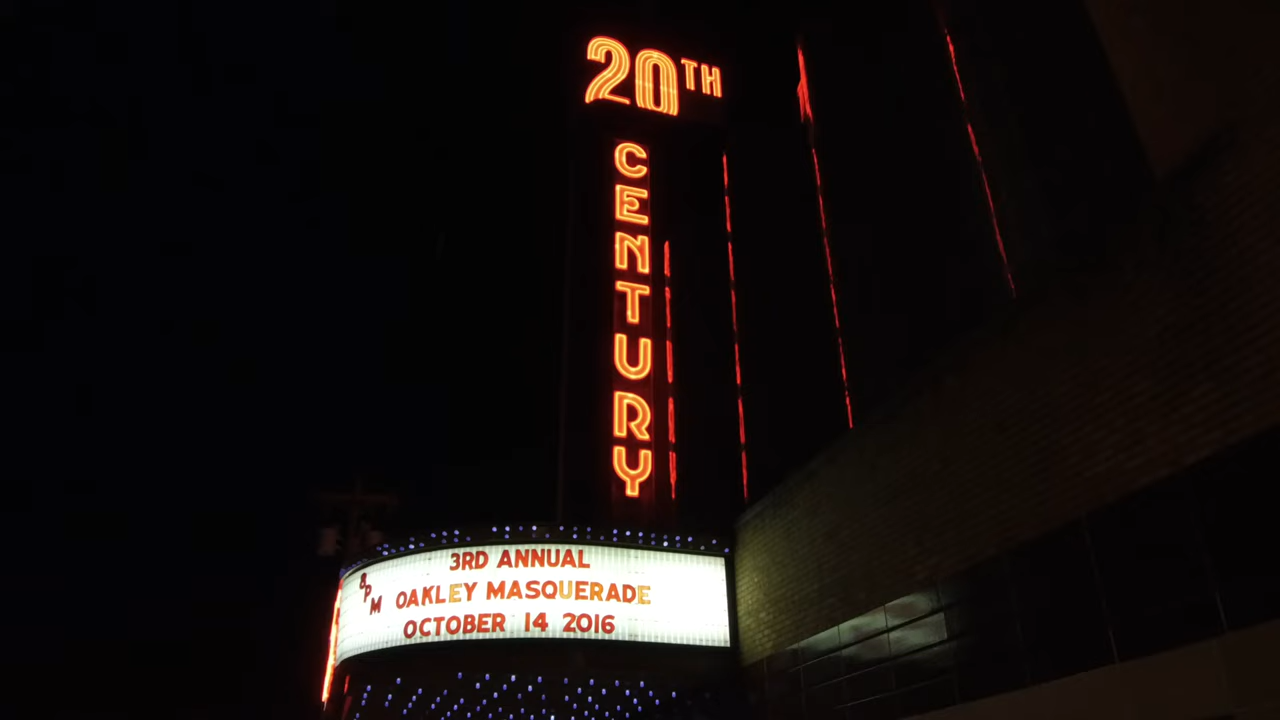 20TH
CENTURY
3RD ANNUAL
8PM
OAKLEY MASQUERADE
OCTOBER 14 2016